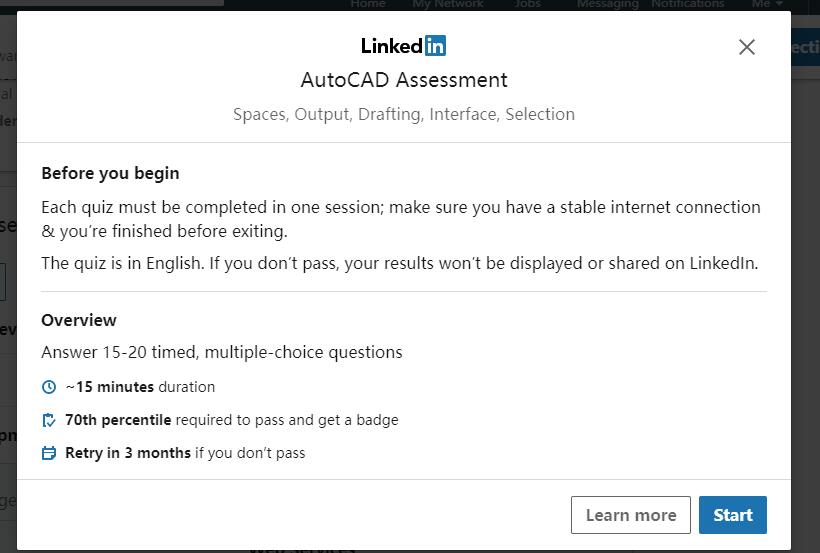 Home My Network Jobs Messaging Notifications Me
Linked in
AutoCAD Assessment
Spaces, Output, Drafting, Interface, Selection
Before you begin
Each quiz must be completed in one session; make sure you have a stable internet connection
& you're finished before exiting.
The quiz is in English. If you don't pass, your results won't be displayed or shared on LinkedIn.
Overview
Answer 15-20 timed, multiple-choice questions
~15 minutes duration
70th percentile required to pass and get a badge
Retry in 3 months if you don't pass
Learn more Start